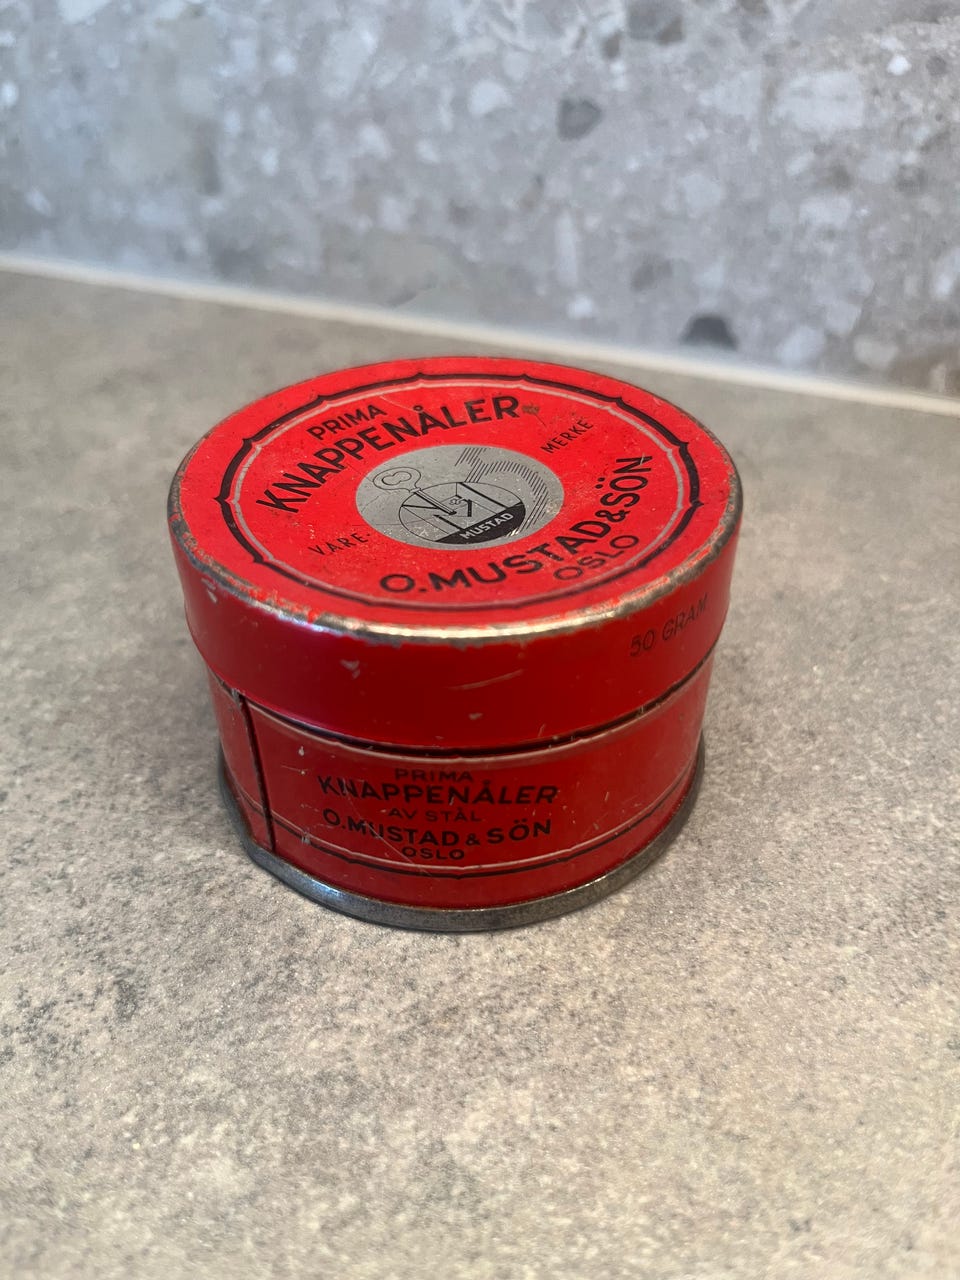 PRIMA
KNAPPENÅLER
VARE
MERKE
MUSTAD
O.MUSTAD&SÖN
OSLO
50 GRAM
PRIMA
KNAPPENÅLER
AV STÅL
O.MUSTAD & SÖN
OSLO